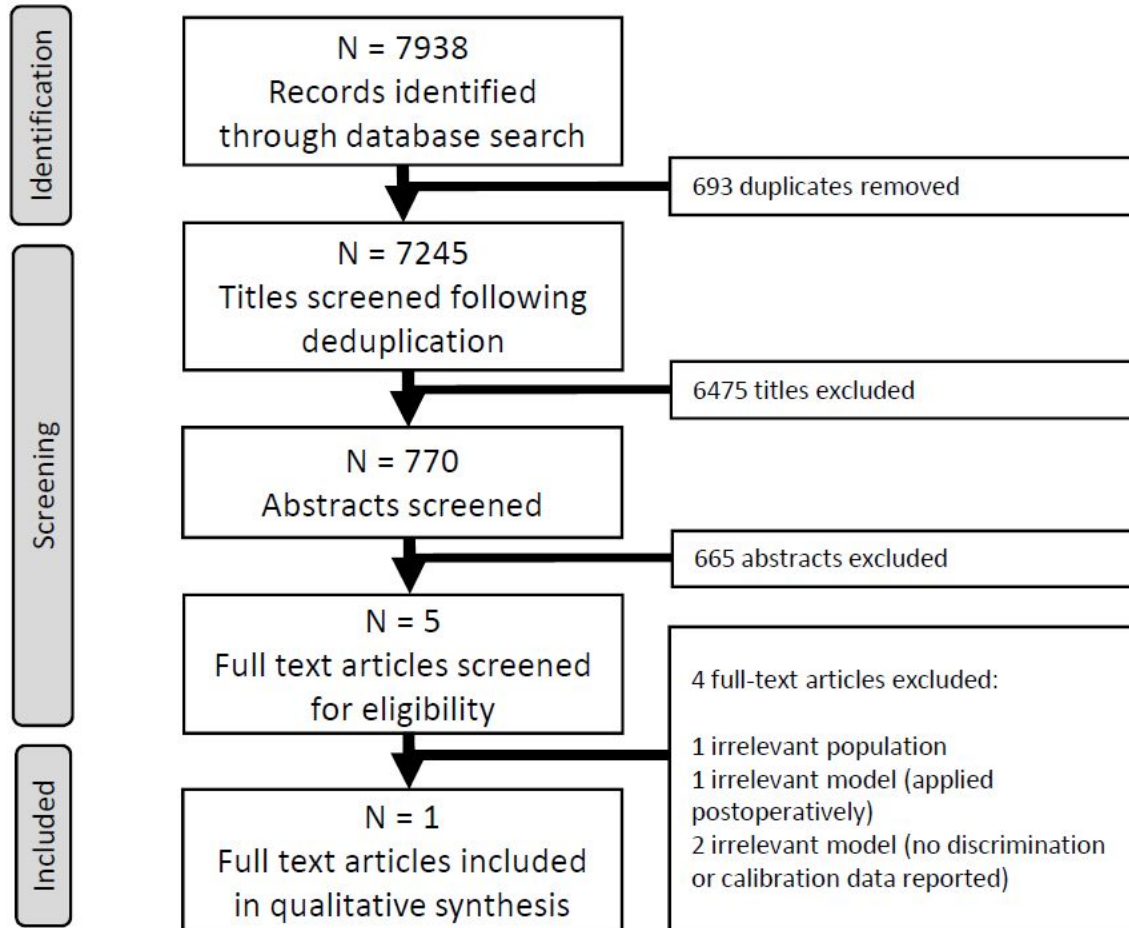 Identification
N = 7938
Records identified
through database search
693 duplicates removed
Screening
N = 7245
Titles screened following
deduplication
6475 titles excluded
N = 770
Abstracts screened
665 abstracts excluded
N = 5
Full text articles screened
for eligibility
4 full-text articles excluded:
1 irrelevant population
1 irrelevant model (applied
postoperatively)
2 irrelevant model (no discrimination
or calibration data reported)
Included
N = 1
Full text articles included
in qualitative synthesis